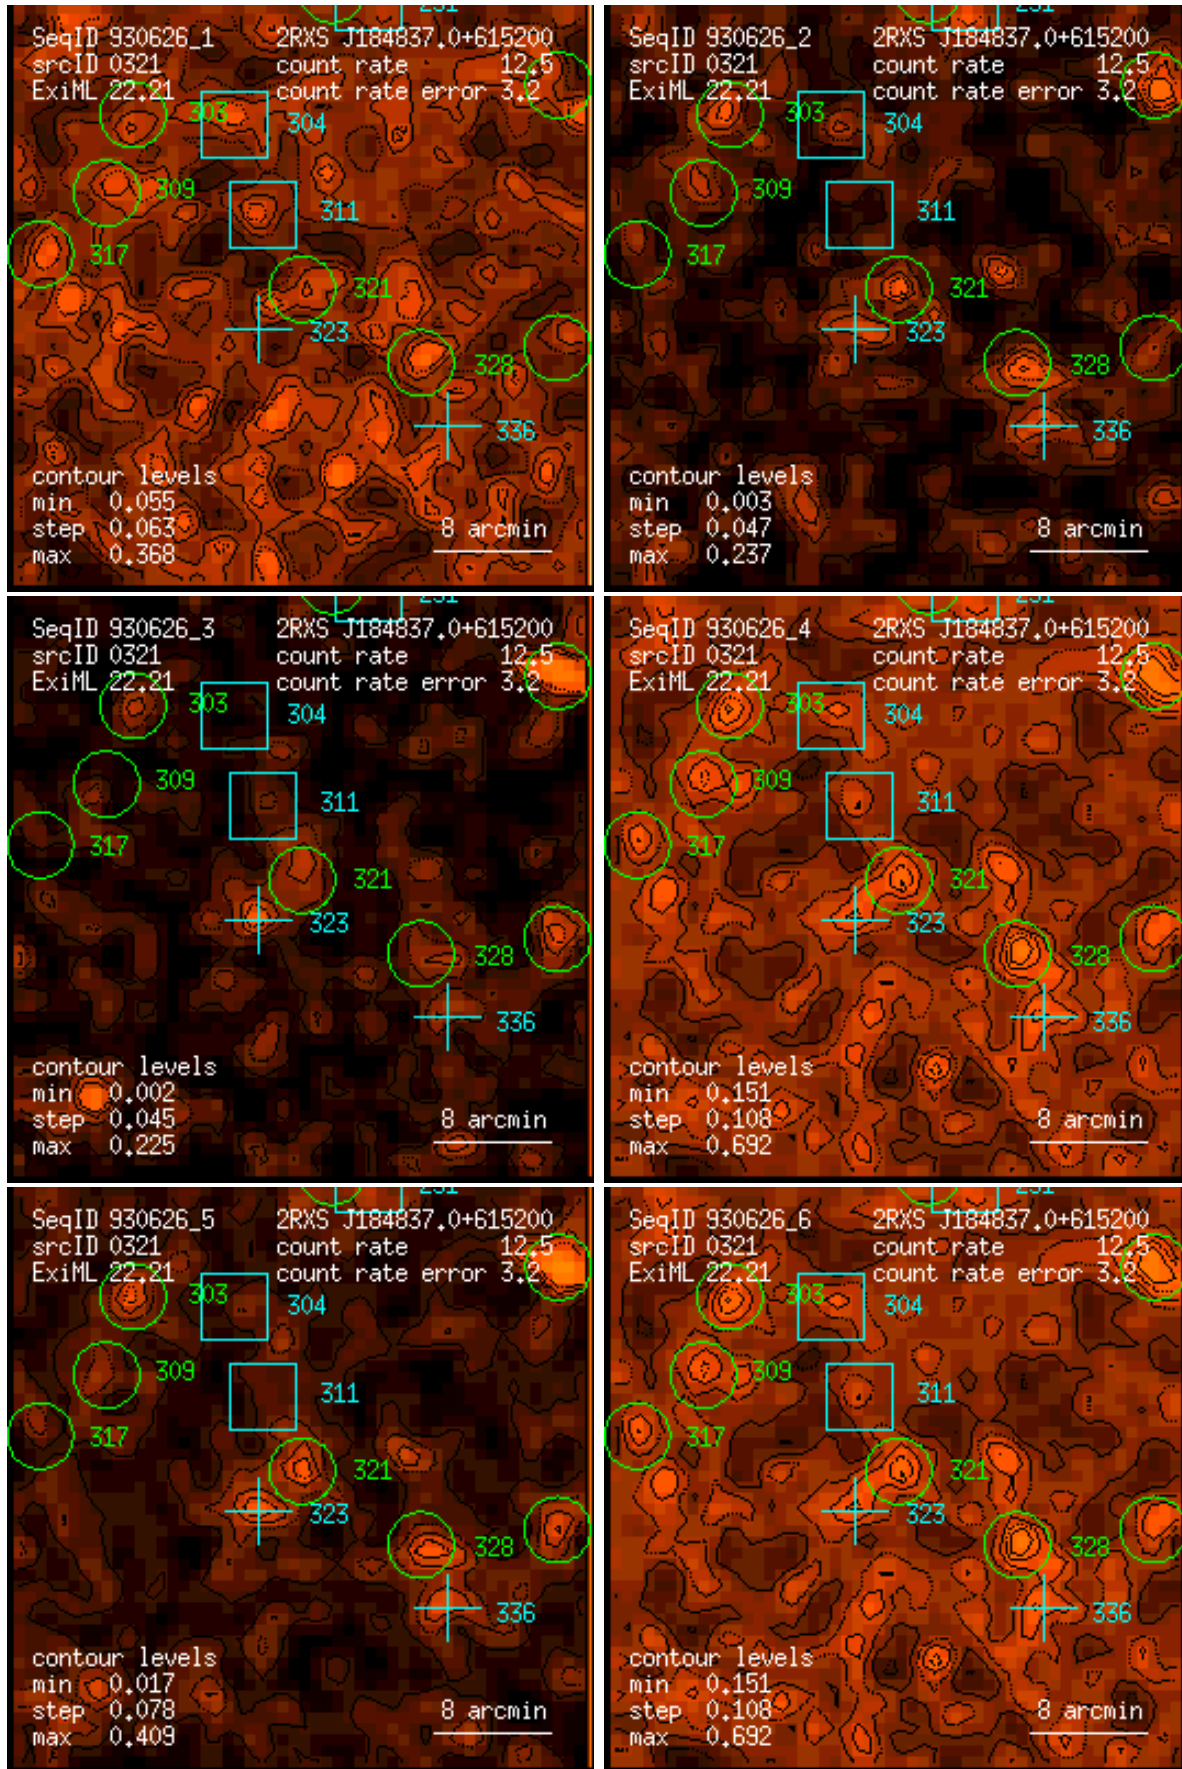 231
SeqID 930626_1 2RXS J184837.0+615200
srcID 0321 count rate 12.5
ExiML 22.21 count rate error 3.2
303
304
309
311
317
321
323
328
336
contour levels
min 0.055
step 0.063 8 arcmin
max 0.368
SeqID 930626_2 2RXS J184837.0+615200
srcID 0321 count rate 12.5
ExiML 22.21 count rate error 3.2
303
304
309
311
317
321
323
328
336
contour levels
min 0.003
step 0.047 8 arcmin
max 0.237
SeqID 930626_3 2RXS J184837.0+615200
srcID 0321 count rate 12.5
ExiML 22.21 count rate error 3.2
303
304
309
311
317
321
323
328
336
contour levels
min 0.002
step 0.045 8 arcmin
max 0.225
SeqID 930626_4 2RXS J184837.0+615200
srcID 0321 count rate 12.5
ExiML 22.21 count rate error 3.2
303
304
309
311
317
321
323
328
336
contour levels
min 0.151
step 0.108 8 arcmin
max 0.692
SeqID 930626_5 2RXS J184837.0+615200
srcID 0321 count rate 12.5
ExiML 22.21 count rate error 3.2
303
304
309
311
317
321
323
328
336
contour levels
min 0.017
step 0.078 8 arcmin
max 0.409
SeqID 930626_6 2RXS J184837.0+615200
srcID 0321 count rate 12.5
ExiML 22.21 count rate error 3.2
303
304
309
311
317
321
323
328
336
contour levels
min 0.151
step 0.108 8 arcmin
max 0.692